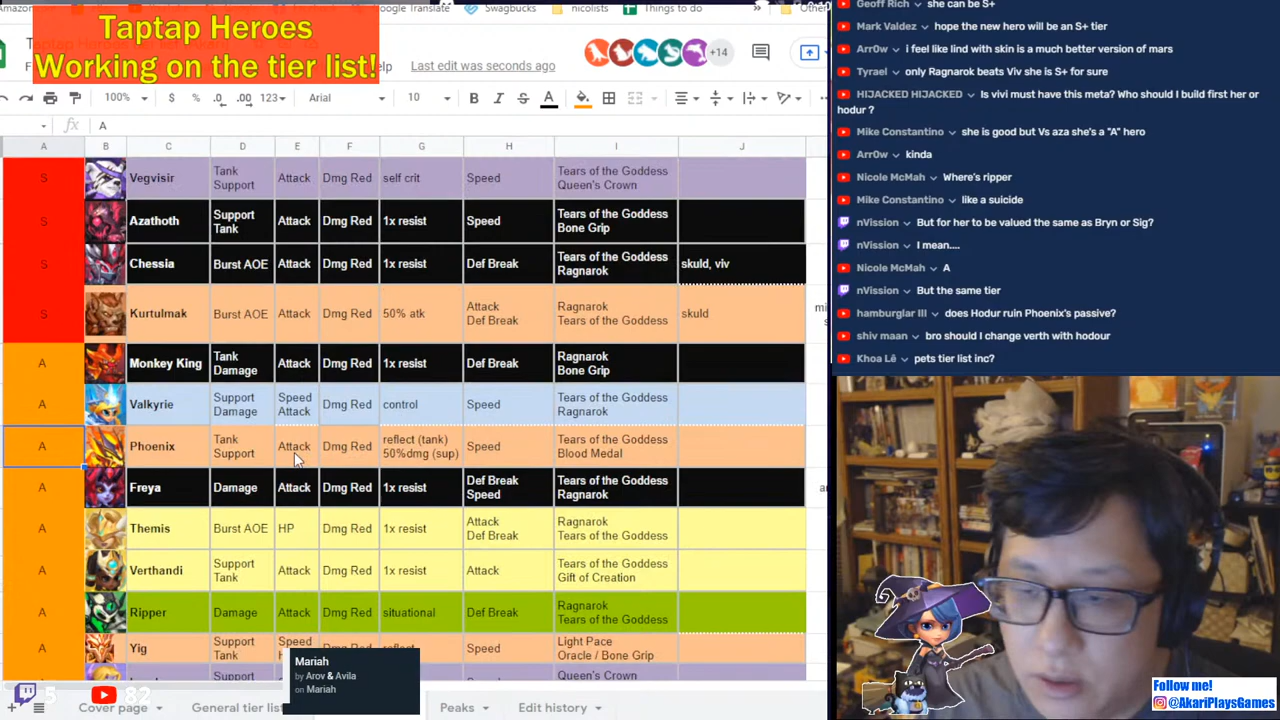 Amazon
Google Translate
Swagbucks
nicolists
Things to do
Taptap Heroes
Working on the tier list!
lp
Last edit was seconds ago
+14
100%
$
%
.0
.00
123
Arial
10
B
I
S
A
fx
A
A
B
C
D
E
F
G
H
I
J
S
Vegvisir
Tank
Support
Attack
Dmg Red
self crit
Speed
Tears of the Goddess
Queen's Crown
S
Azathoth
Support
Tank
Attack
Dmg Red
1x resist
Speed
Tears of the Goddess
Bone Grip
S
Chessia
Burst AOE
Attack
Dmg Red
1x resist
Def Break
Tears of the Goddess
Ragnarok
skuld, viv
S
Kurtulmak
Burst AOE
Attack
Dmg Red
50% atk
Attack
Def Break
Ragnarok
Tears of the Goddess
skuld
A
Monkey King
Tank
Damage
Attack
Dmg Red
1x resist
Def Break
Ragnarok
Bone Grip
A
Valkyrie
Support
Damage
Speed
Attack
Dmg Red
control
Speed
Tears of the Goddess
Ragnarok
A
Phoenix
Tank
Support
Attack
Dmg Red
reflect (tank)
50%dmg (sup)
Speed
Tears of the Goddess
Blood Medal
A
Freya
Damage
Attack
Dmg Red
1x resist
Def Break
Speed
Tears of the Goddess
Ragnarok
A
Themis
Burst AOE
HP
Dmg Red
1x resist
Attack
Def Break
Ragnarok
Tears of the Goddess
A
Verthandi
Support
Tank
Attack
Dmg Red
1x resist
Attack
Tears of the Goddess
Gift of Creation
A
Ripper
Damage
Attack
Dmg Red
situational
Def Break
Ragnarok
Tears of the Goddess
A
Yig
Support
Tank
Speed
Speed
Light Pace
Oracle / Bone Grip
Support
Queen's Crown
Mariah
by Arov & Avila
on Mariah
5
82
Cover page
General tier list
Peaks
Edit history
Geoff Rich she can be S+
Mark Valdez hope the new hero will be an S+ tier
Arr0w i feel like lind with skin is a much better version of mars
Tyrael only Ragnarok beats Viv she is S+ for sure
HIJACKED HIJACKED Is vivi must have this meta? Who should I build first her or
hodur ?
Mike Constantino she is good but Vs aza she's a "A" hero
Arr0w kinda
Nicole McMah Where's ripper
Mike Constantino like a suicide
nVission But for her to be valued the same as Bryn or Sig?
nVission I mean....
Nicole McMah A
nVission But the same tier
hamburglar III does Hodur ruin Phoenix's passive?
shiv maan bro should I change verth with hodour
Khoa Lê pets tier list inc?
Follow me!
@AkariPlaysGames